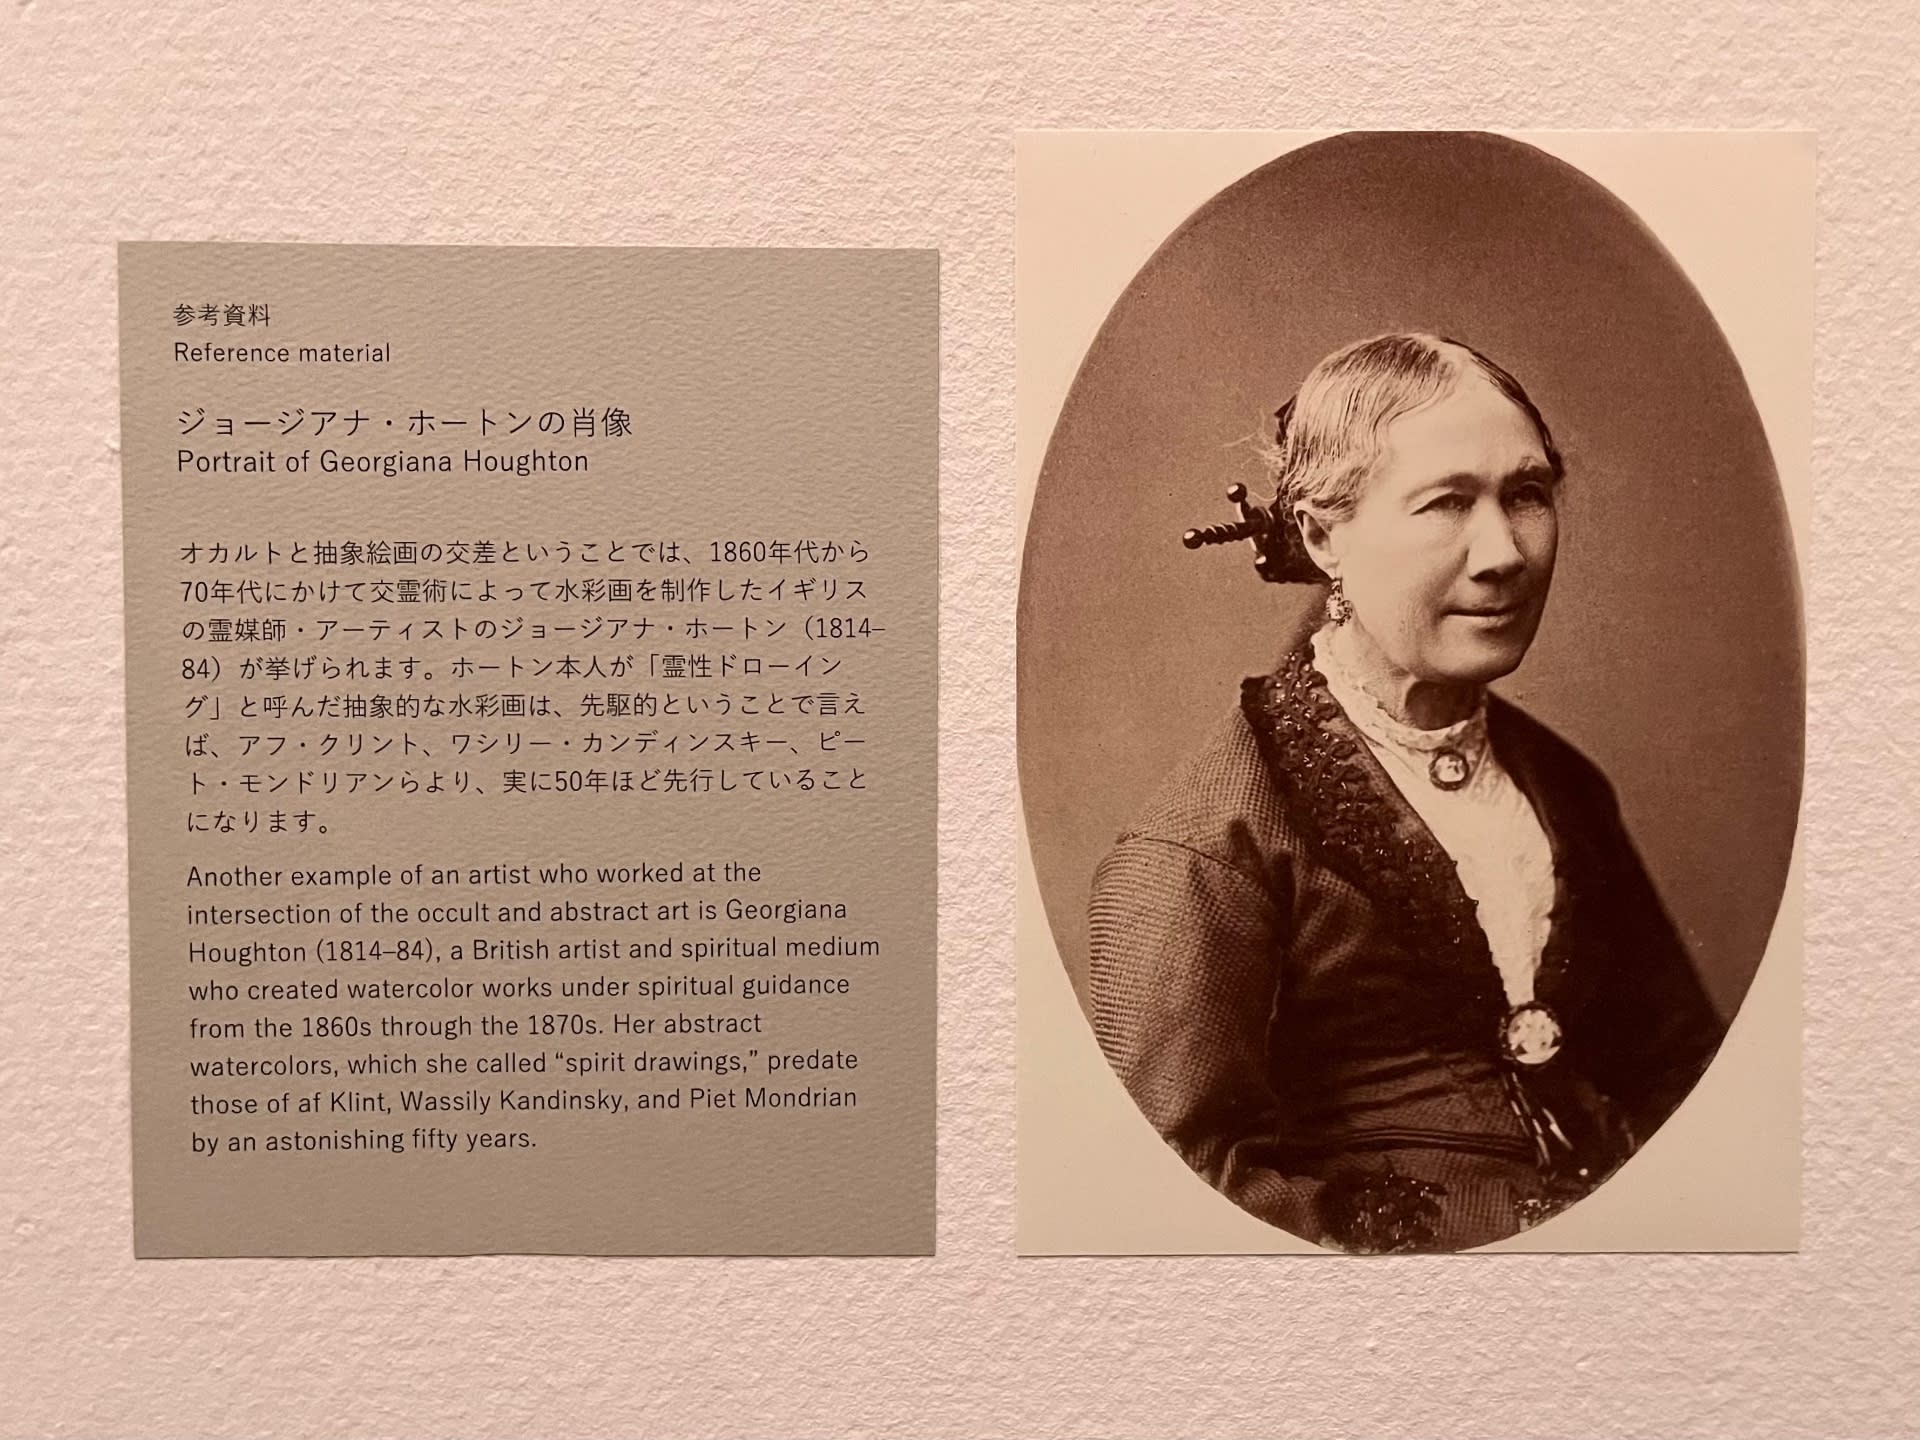 参考資料
Reference material
ジョージアナ・ホートンの肖像
Portrait of Georgiana Houghton
オカルトと抽象絵画の交差ということでは、1860年代から
70年代にかけて交霊術によって水彩画を制作したイギリス
の霊媒師・アーティストのジョージアナ・ホートン（1814–
84）が挙げられます。ホートン本人が「霊性ドローイン
グ」と呼んだ抽象的な水彩画は、先駆的ということで言え
ば、アフ・クリント、ワシリー・カンディンスキー、ピー
ト・モンドリアンらより、実に50年ほど先行していること
になります。
Another example of an artist who worked at the
intersection of the occult and abstract art is Georgiana
Houghton (1814–84), a British artist and spiritual medium
who created watercolor works under spiritual guidance
from the 1860s through the 1870s. Her abstract
watercolors, which she called “spirit drawings,” predate
those of af Klint, Wassily Kandinsky, and Piet Mondrian
by an astonishing fifty years.